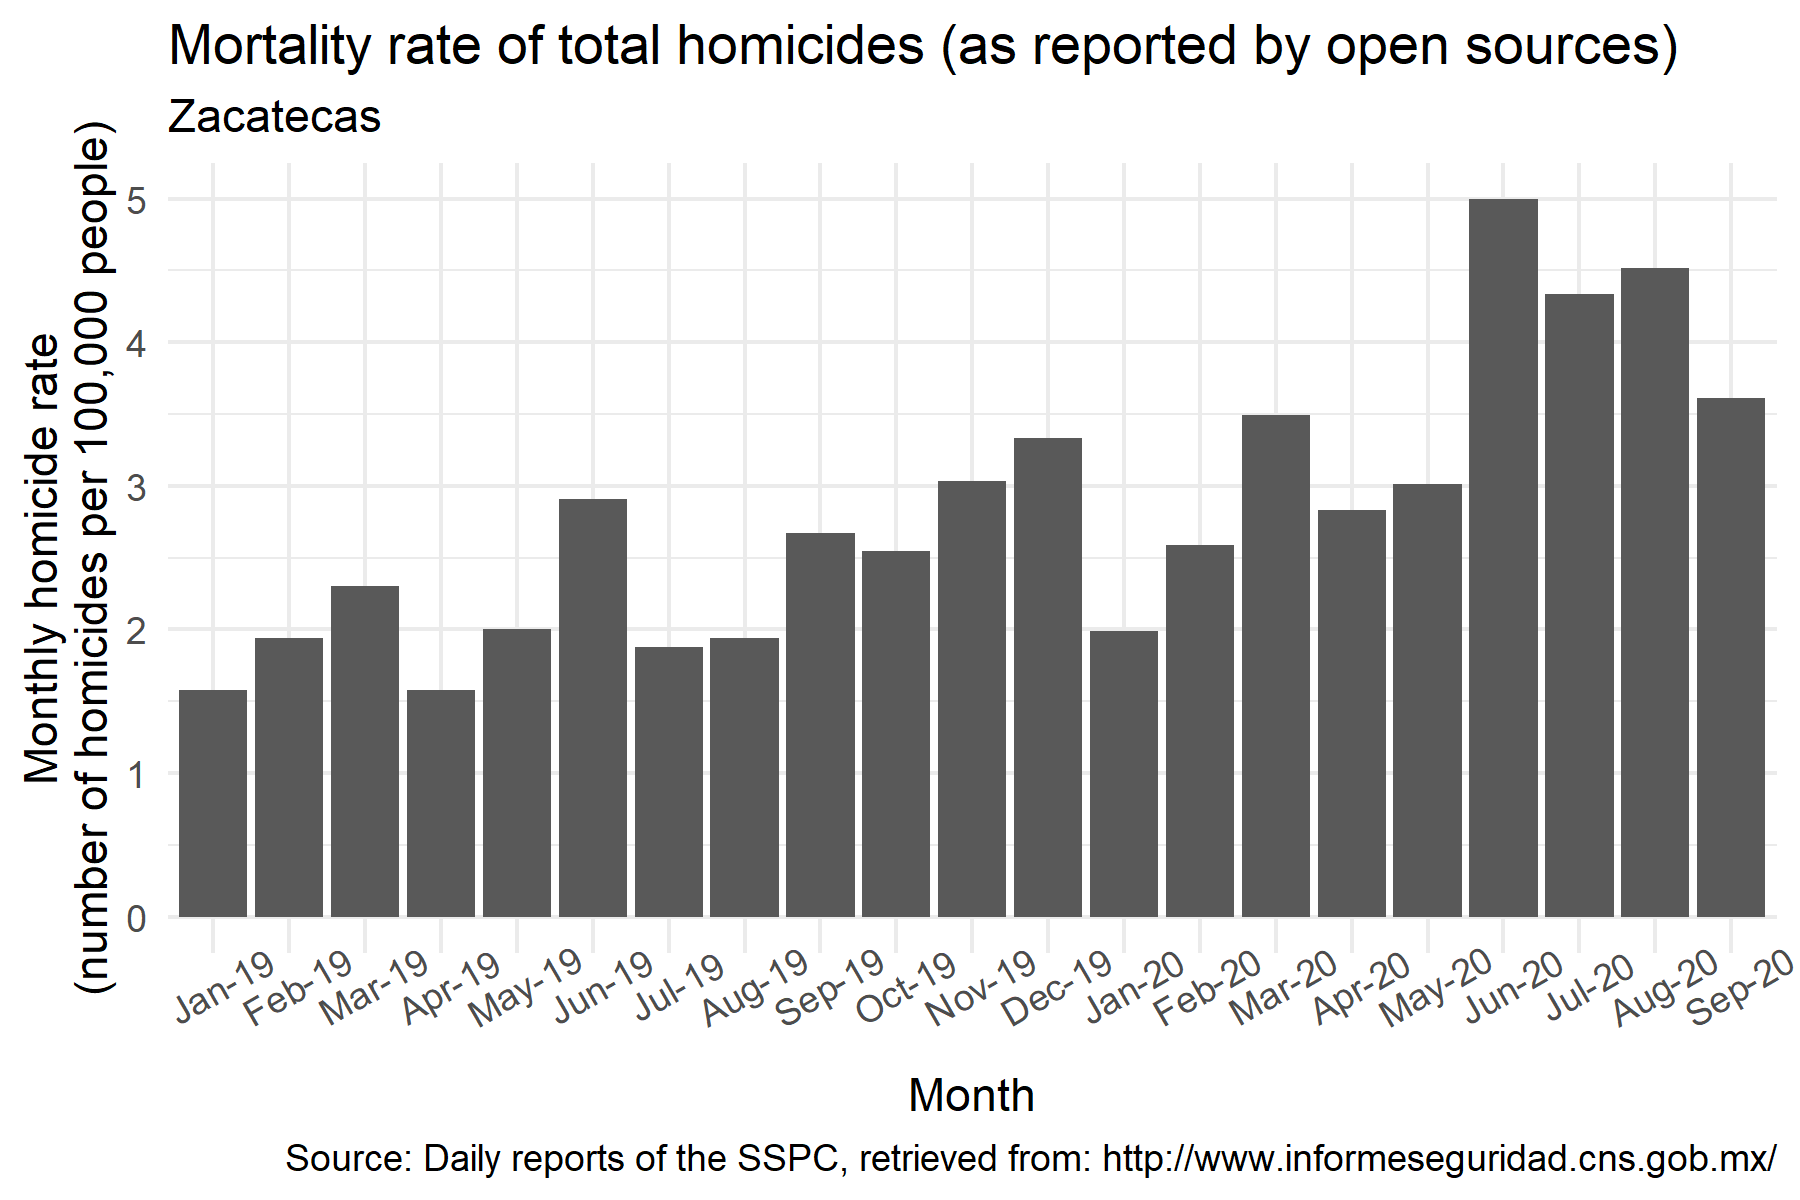 Mortality rate of total homicides (as reported by open sources)
Zacatecas
Monthly homicide rate
(number of homicides per 100,000 people)
5
4
3
2
1
0
Jan-19
Feb-19
Mar-19
Apr-19
May-19
Jun-19
Jul-19
Aug-19
Sep-19
Oct-19
Nov-19
Dec-19
Jan-20
Feb-20
Mar-20
Apr-20
May-20
Jun-20
Jul-20
Aug-20
Sep-20
Month
Source: Daily reports of the SSPC, retrieved from: http://www.informeseguridad.cns.gob.mx/